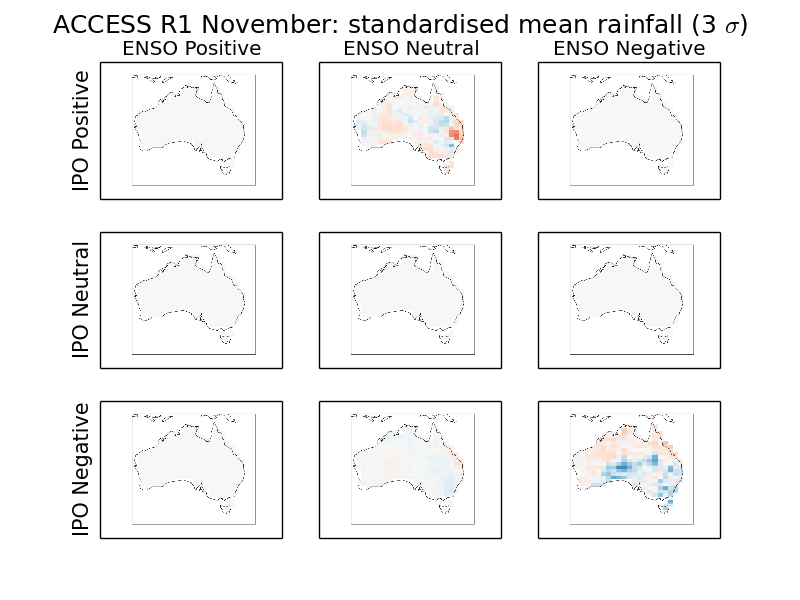 ACCESS R1 November: standardised mean rainfall (3 σ)
ENSO Positive ENSO Neutral ENSO Negative
IPO Positive
IPO Neutral
IPO Negative